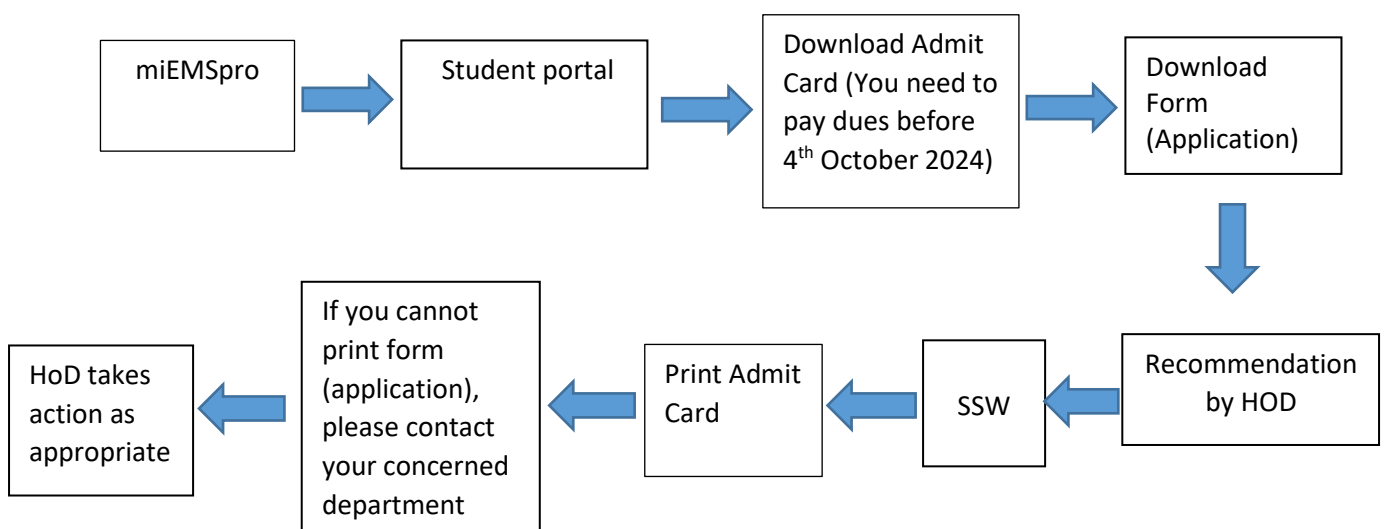 miEMSpro
Student portal
Download Admit
Card (You need to
pay dues before
4th October 2024)
Download
Form
(Application)
Recommendation
by HOD
SSW
Print Admit
Card
If you cannot
print form
(application),
please contact
your concerned
department
HoD takes
action as
appropriate